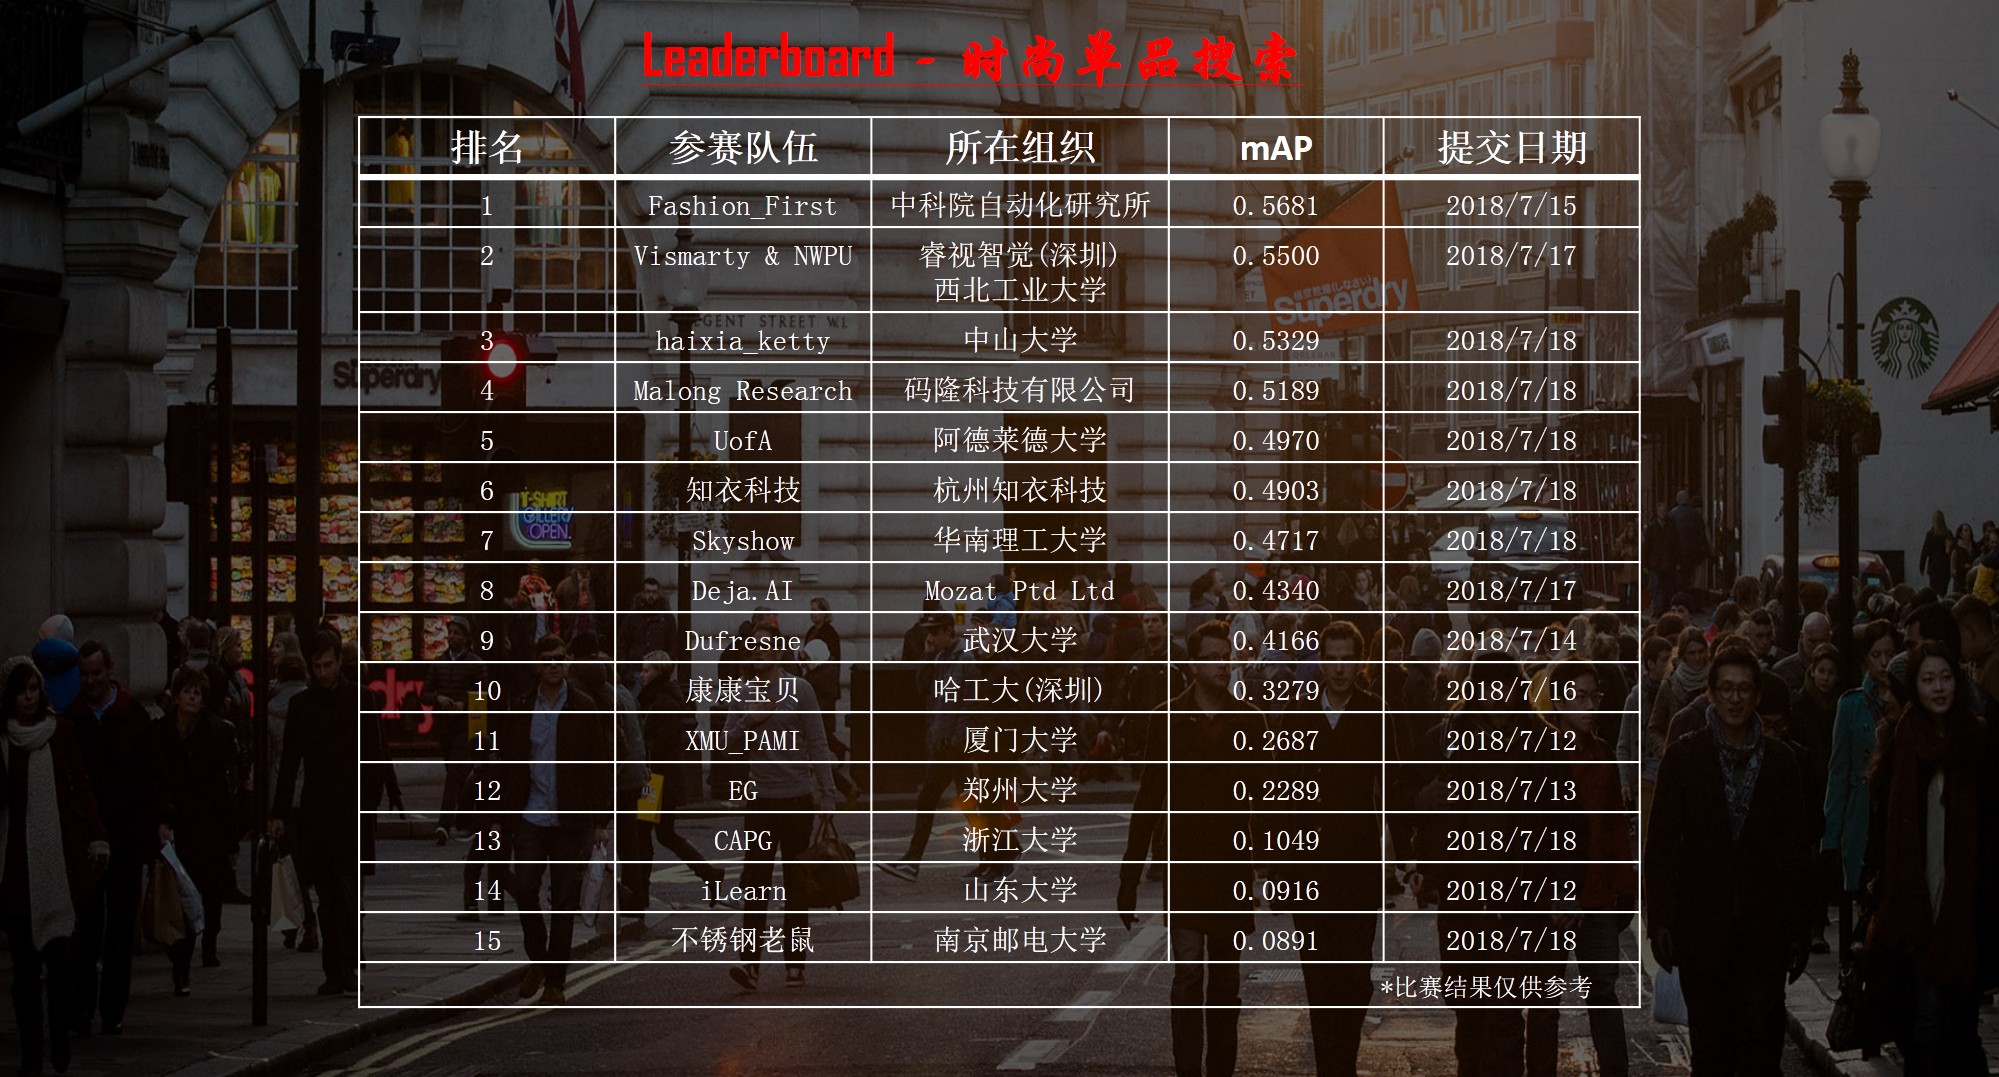 Leaderboard - 时尚单品搜索
排名 参赛队伍 所在组织 mAP 提交日期
1 Fashion_First 中科院自动化研究所 0.5681 2018/7/15
2 Vismarty & NWPU 睿视智觉(深圳) 0.5500 2018/7/17
西北工业大学
3 haixia_ketty 中山大学 0.5329 2018/7/18
4 Malong Research 码隆科技有限公司 0.5189 2018/7/18
5 UofA 阿德莱德大学 0.4970 2018/7/18
6 知衣科技 杭州知衣科技 0.4903 2018/7/18
7 Skyshow 华南理工大学 0.4717 2018/7/18
8 Deja.AI Mozat Ptd Ltd 0.4340 2018/7/17
9 Dufresne 武汉大学 0.4166 2018/7/14
10 康康宝贝 哈工大(深圳) 0.3279 2018/7/16
11 XMU_PAMI 厦门大学 0.2687 2018/7/12
12 EG 郑州大学 0.2289 2018/7/13
13 CAPG 浙江大学 0.1049 2018/7/18
14 iLearn 山东大学 0.0916 2018/7/12
15 不锈钢老鼠 南京邮电大学 0.0891 2018/7/18
*比赛结果仅供参考
Superdry
EGENT STREET W1
Superdry
T-SHIRT
GALLERY
OPEN.
dry